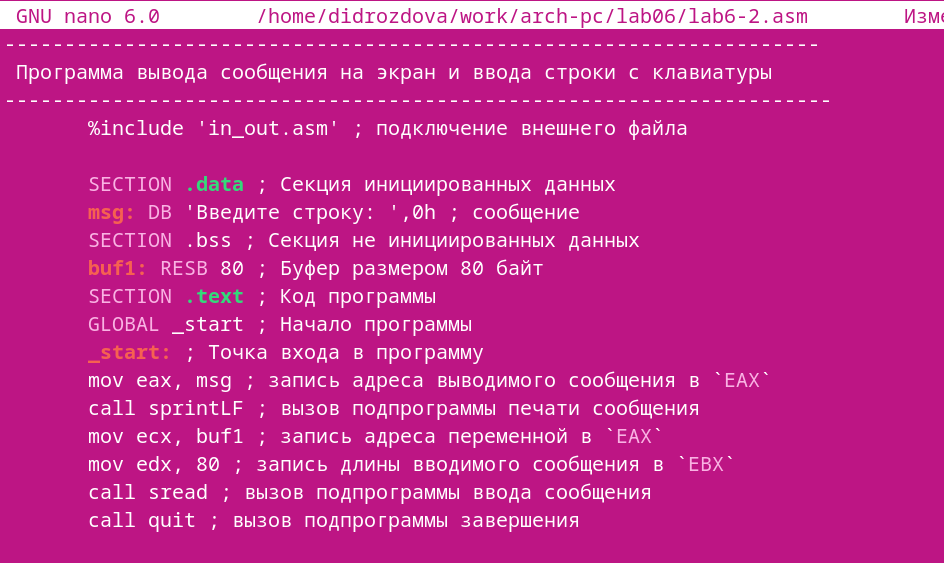 GNU nano 6.0 /home/didrozdova/work/arch-pc/lab06/lab6-2.asm Изме
--------------------------------------------------------------------
Программа вывода сообщения на экран и ввода строки с клавиатуры
---------------------------------------------------------------------
%include 'in_out.asm' ; подключение внешнего файла
SECTION .data ; Секция инициированных данных
msg: DB 'Введите строку: ',0h ; сообщение
SECTION .bss ; Секция не инициированных данных
buf1: RESB 80 ; Буфер размером 80 байт
SECTION .text ; Код программы
GLOBAL _start ; Начало программы
_start: ; Точка входа в программу
mov eax, msg ; запись адреса выводимого сообщения в `EAX`
call sprintLF ; вызов подпрограммы печати сообщения
mov ecx, buf1 ; запись адреса переменной в `EAX`
mov edx, 80 ; запись длины вводимого сообщения в `EBX`
call sread ; вызов подпрограммы ввода сообщения
call quit ; вызов подпрограммы завершения